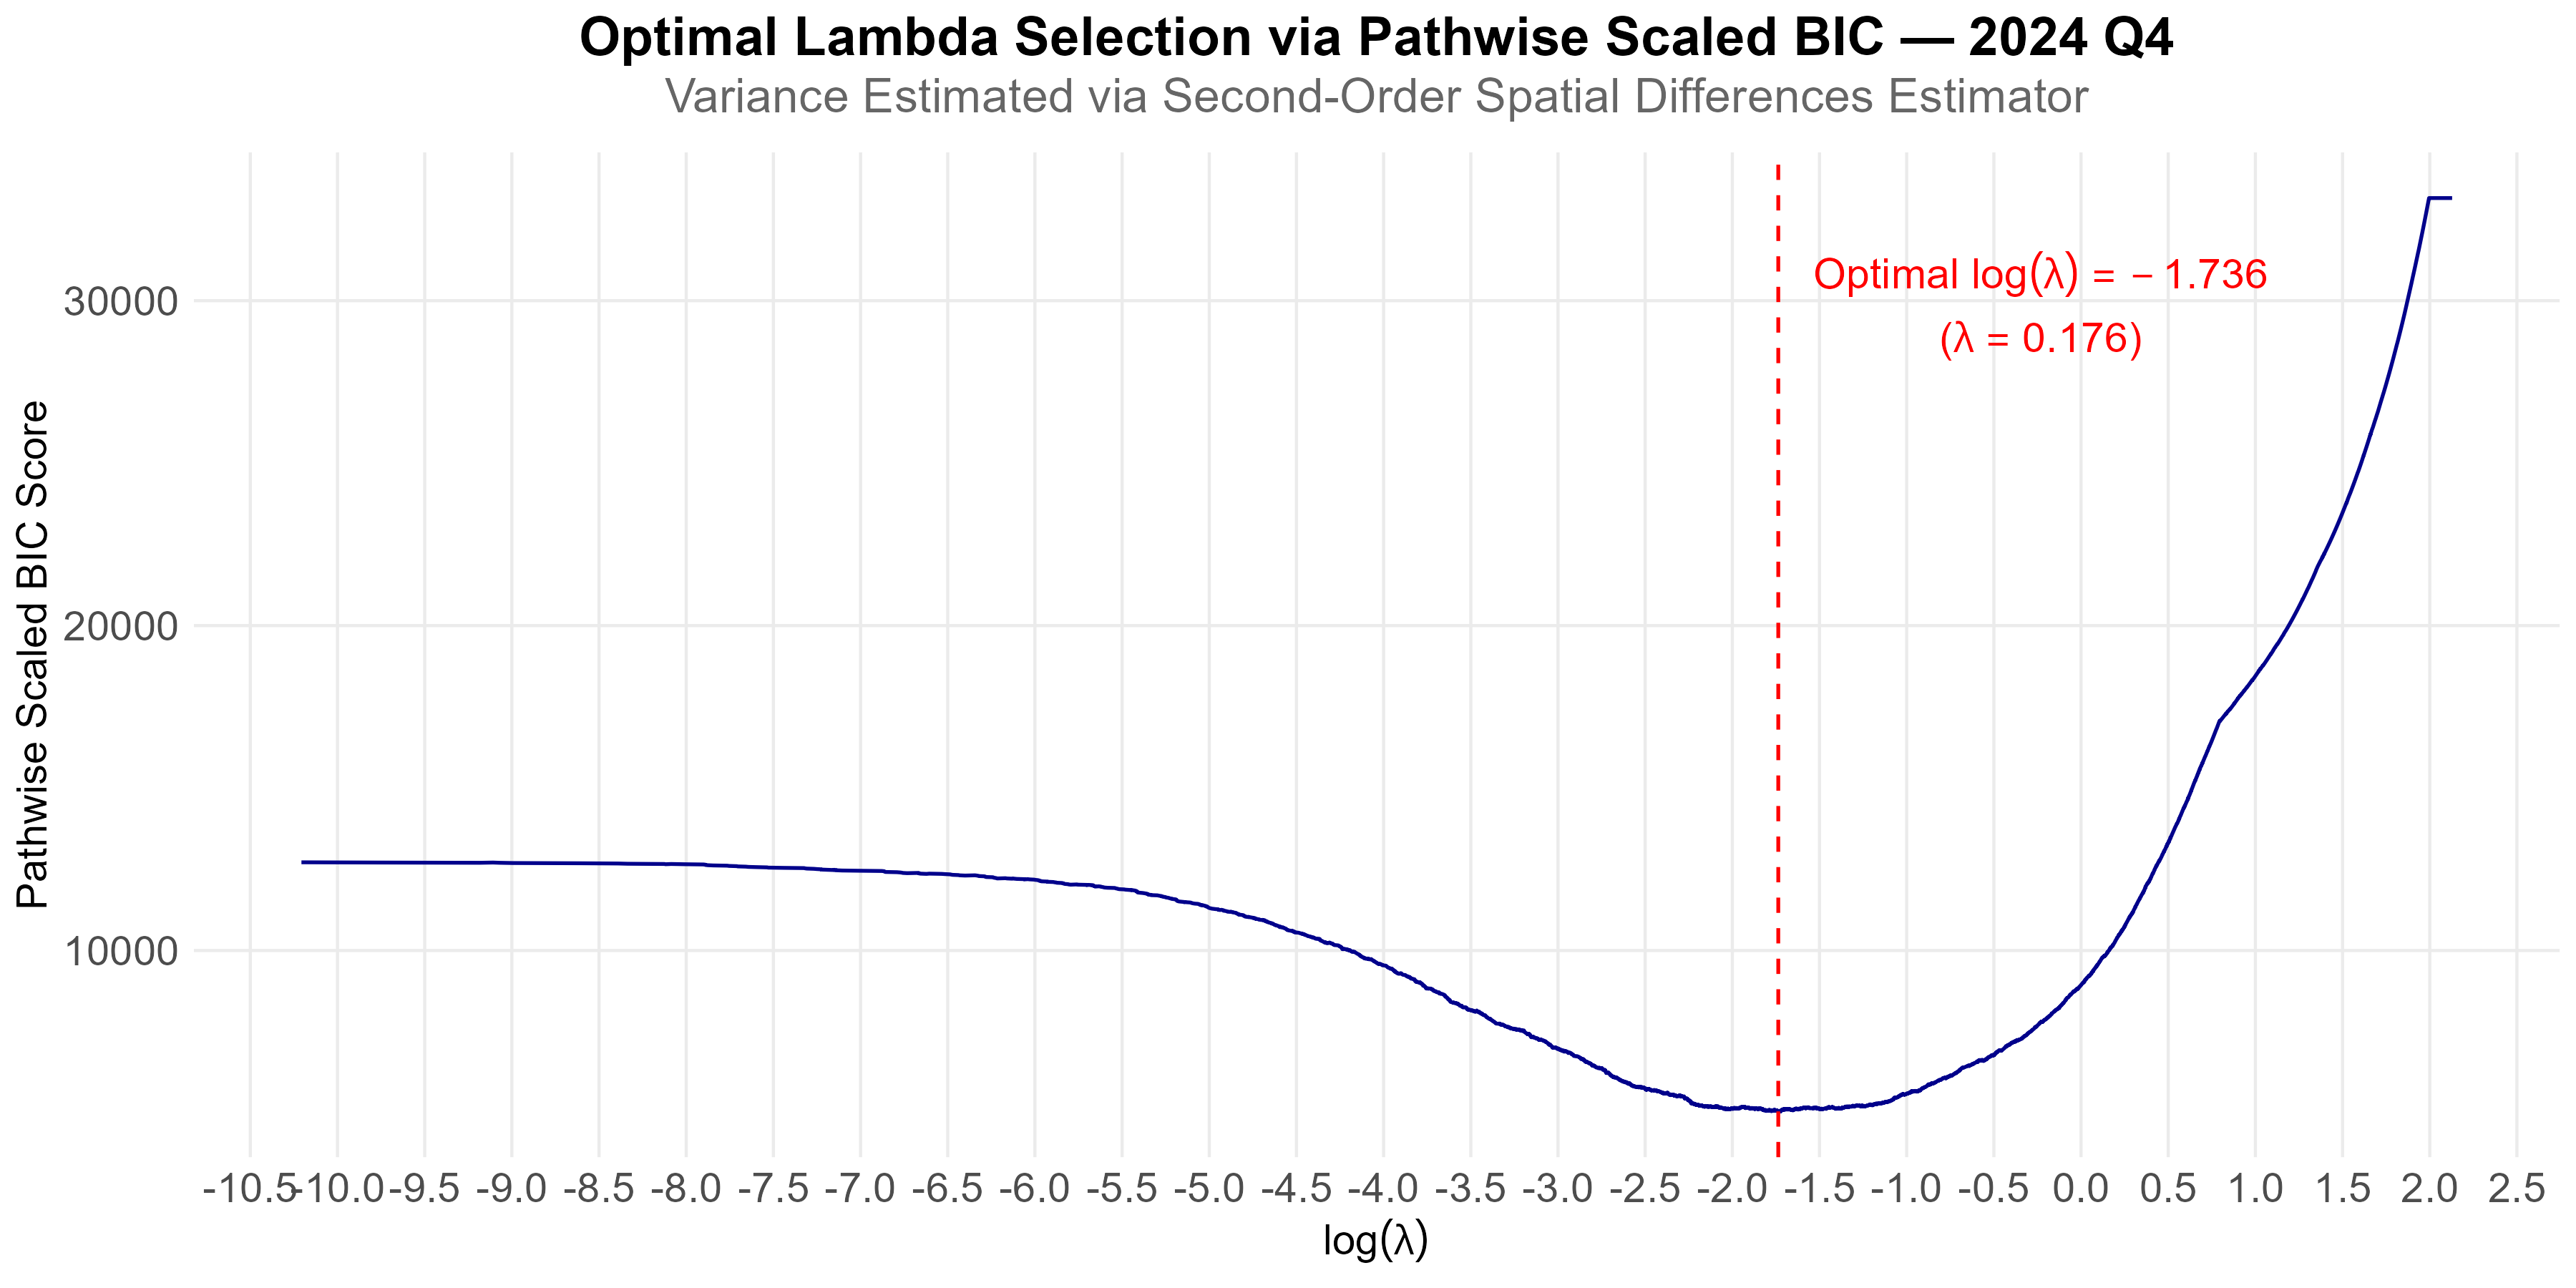 Optimal Lambda Selection via Pathwise Scaled BIC — 2024 Q4
Variance Estimated via Second-Order Spatial Differences Estimator
Optimal log(λ) = − 1.736
(λ = 0.176)
Pathwise Scaled BIC Score
30000
20000
10000
-10.5 -10.0 -9.5 -9.0 -8.5 -8.0 -7.5 -7.0 -6.5 -6.0 -5.5 -5.0 -4.5 -4.0 -3.5 -3.0 -2.5 -2.0 -1.5 -1.0 -0.5 0.0 0.5 1.0 1.5 2.0 2.5
log(λ)